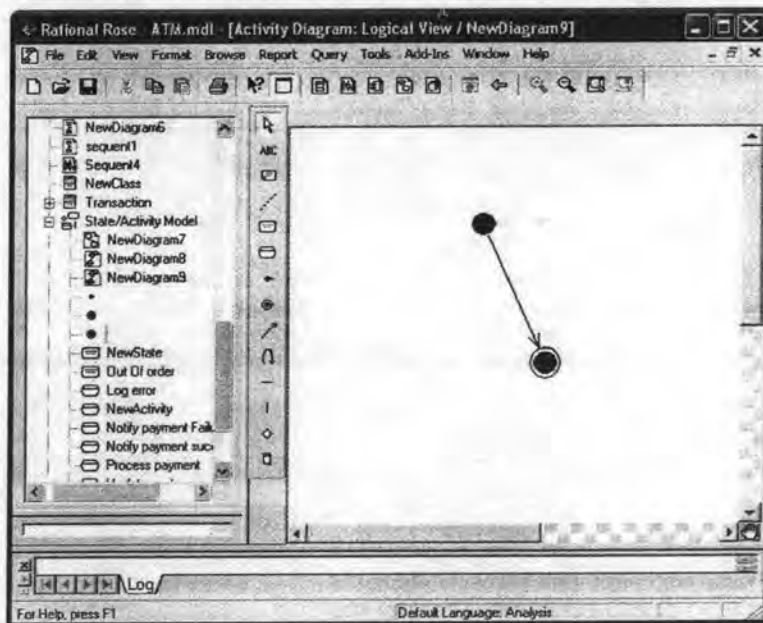 Rational Rose - ATM.mdl - [Activity Diagram: Logical View / NewDiagram9]
File Edit View Format Browse Report Query Tools Add-Ins Window Help
NewDiagram6
sequent1
Sequent4
NewClass
Transaction
State/Activity Model
NewDiagram7
NewDiagram8
NewDiagram9
NewState
Out Of order
Log error
NewActivity
Notify payment Fail
Notify payment succ
Process payment
ABC
Log
For Help, press F1
Default Language: Analysis